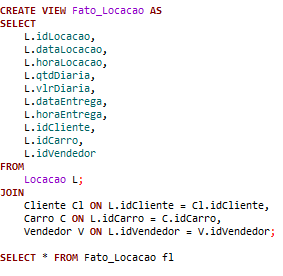 CREATE VIEW Fato_Locacao AS
SELECT
L.idLocacao,
L.dataLocacao,
L.horaLocacao,
L.qtdDiaria,
L.vlrDiaria,
L.dataEntrega,
L.horaEntrega,
L.idCliente,
L.idCarro,
L.idVendedor
FROM
Locacao L;
JOIN
Cliente Cl ON L.idCliente = Cl.idCliente,
Carro C ON L.idCarro = C.idCarro,
Vendedor V ON L.idVendedor = V.idVendedor;
SELECT * FROM Fato_Locacao fl